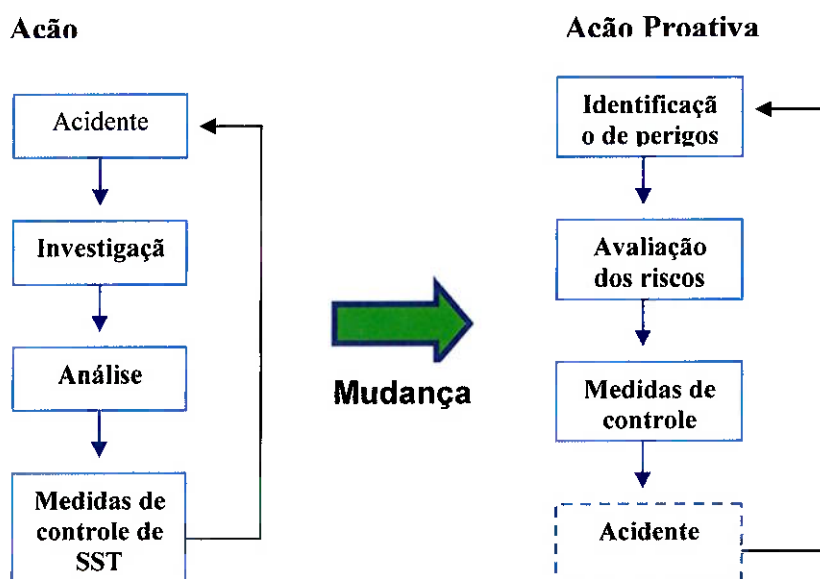 Acão
Acidente
Investigaçã
Análise
Medidas de
controle de
SST
Mudança
Acão Proativa
Identificaçã
o de perigos
Avaliação
dos riscos
Medidas de
controle
Acidente